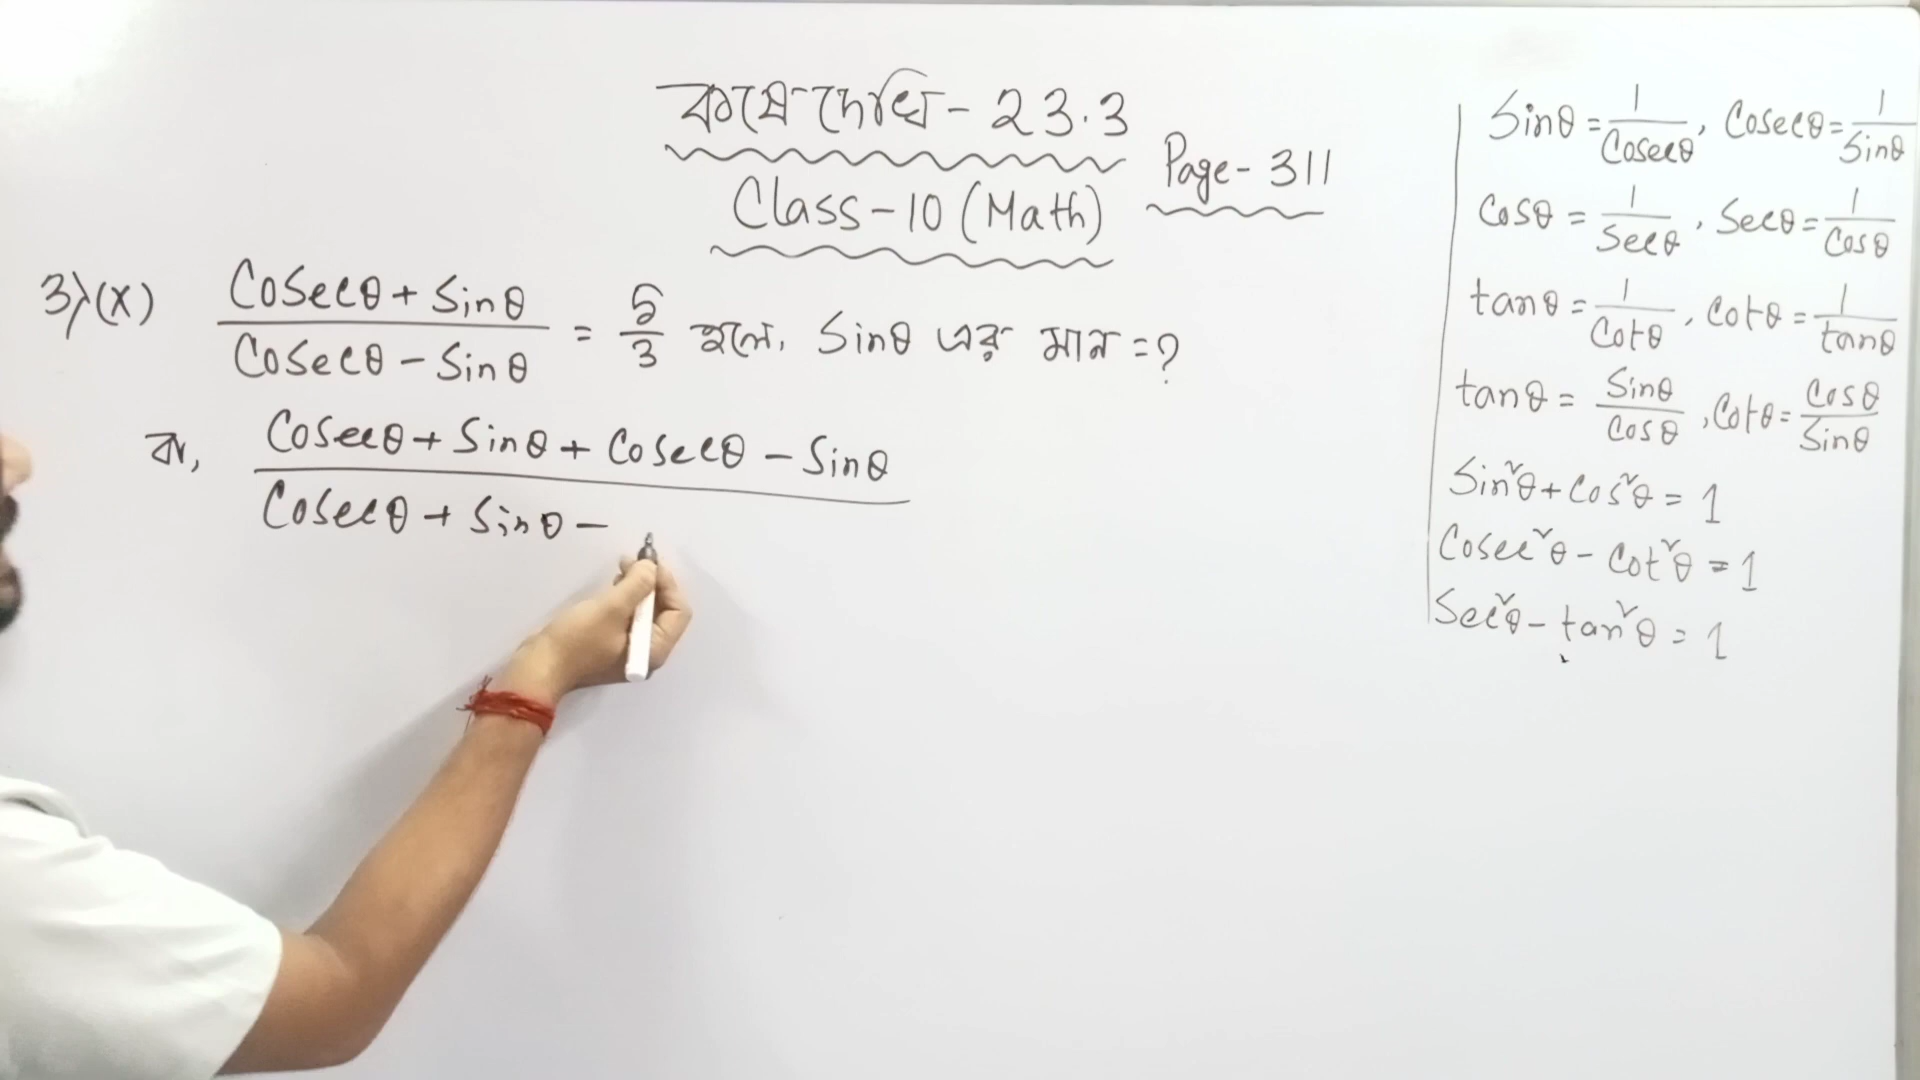 কষে দেখি - 23.3
Page - 311
Class - 10 (Math)
3) (x) Cosecθ + Sinθ / Cosecθ - Sinθ = 5/3 হলে, Sinθ এর মান = ?
বা, Cosecθ + Sinθ + Cosecθ - Sinθ / Cosecθ + Sinθ -
Sinθ = 1/Cosecθ, Cosecθ = 1/Sinθ
Cosθ = 1/Secθ, Secθ = 1/Cosθ
tanθ = 1/Cotθ, Cotθ = 1/tanθ
tanθ = Sinθ/Cosθ, Cotθ = Cosθ/Sinθ
Sin²θ + Cos²θ = 1
Cosec²θ - Cot²θ = 1
Sec²θ - tan²θ = 1